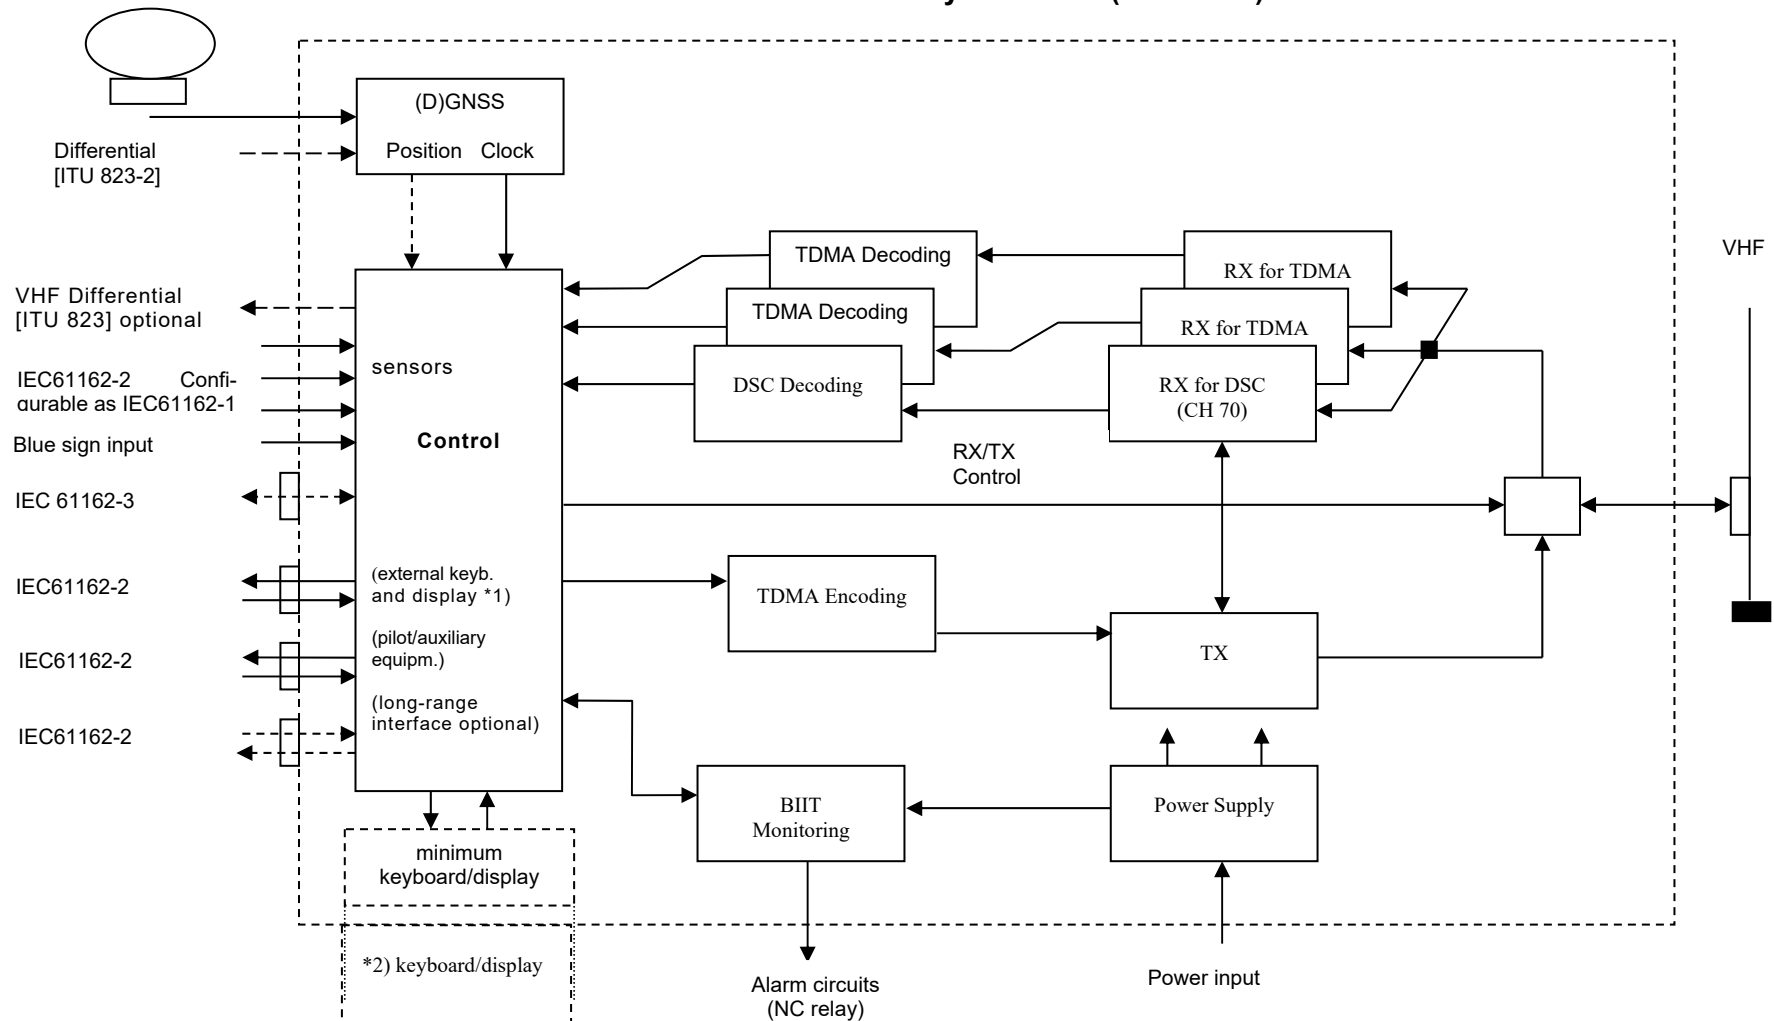 (D)GNSS
Position Clock
Differential
[ITU 823-2]
VHF Differential
[ITU 823] optional
IEC61162-2 Confi-
gurable as IEC61162-1
Blue sign input
IEC 61162-3
IEC61162-2
IEC61162-2
IEC61162-2
sensors
Control
(external keyb.
and display *1)
(pilot/auxiliary
equipm.)
(long-range
interface optional)
TDMA Decoding
TDMA Decoding
DSC Decoding
RX for TDMA
RX for TDMA
RX for DSC
(CH 70)
VHF
RX/TX
Control
TDMA Encoding
TX
BIIT
Monitoring
Power Supply
minimum
keyboard/display
*2) keyboard/display
Alarm circuits
(NC relay)
Power input